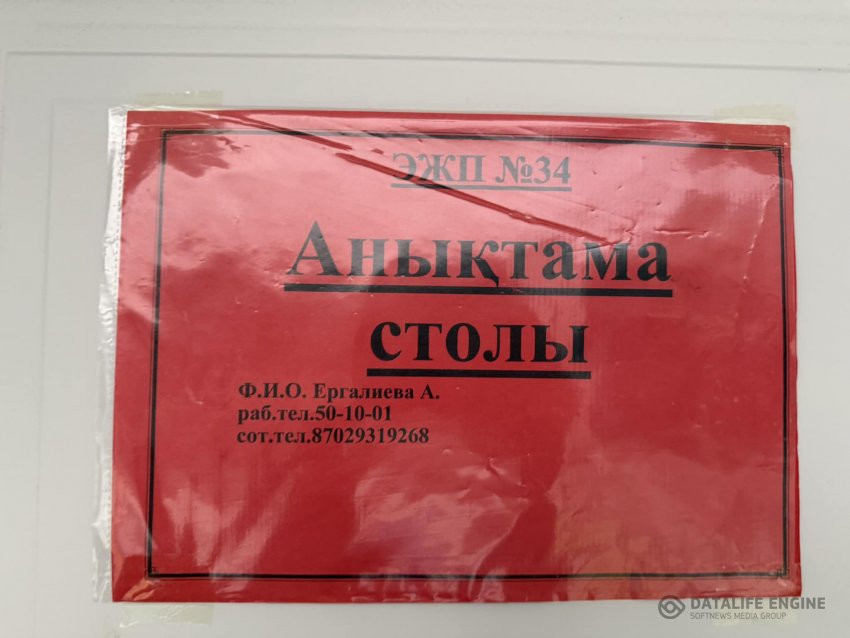 ЭЖП №34
Анықтама
столы
Ф.И.О. Ергалиева А.
раб.тел.50-10-01
сот.тел.87029319268
DATALIFE ENGINE
SOFTNEWS MEDIA GROUP